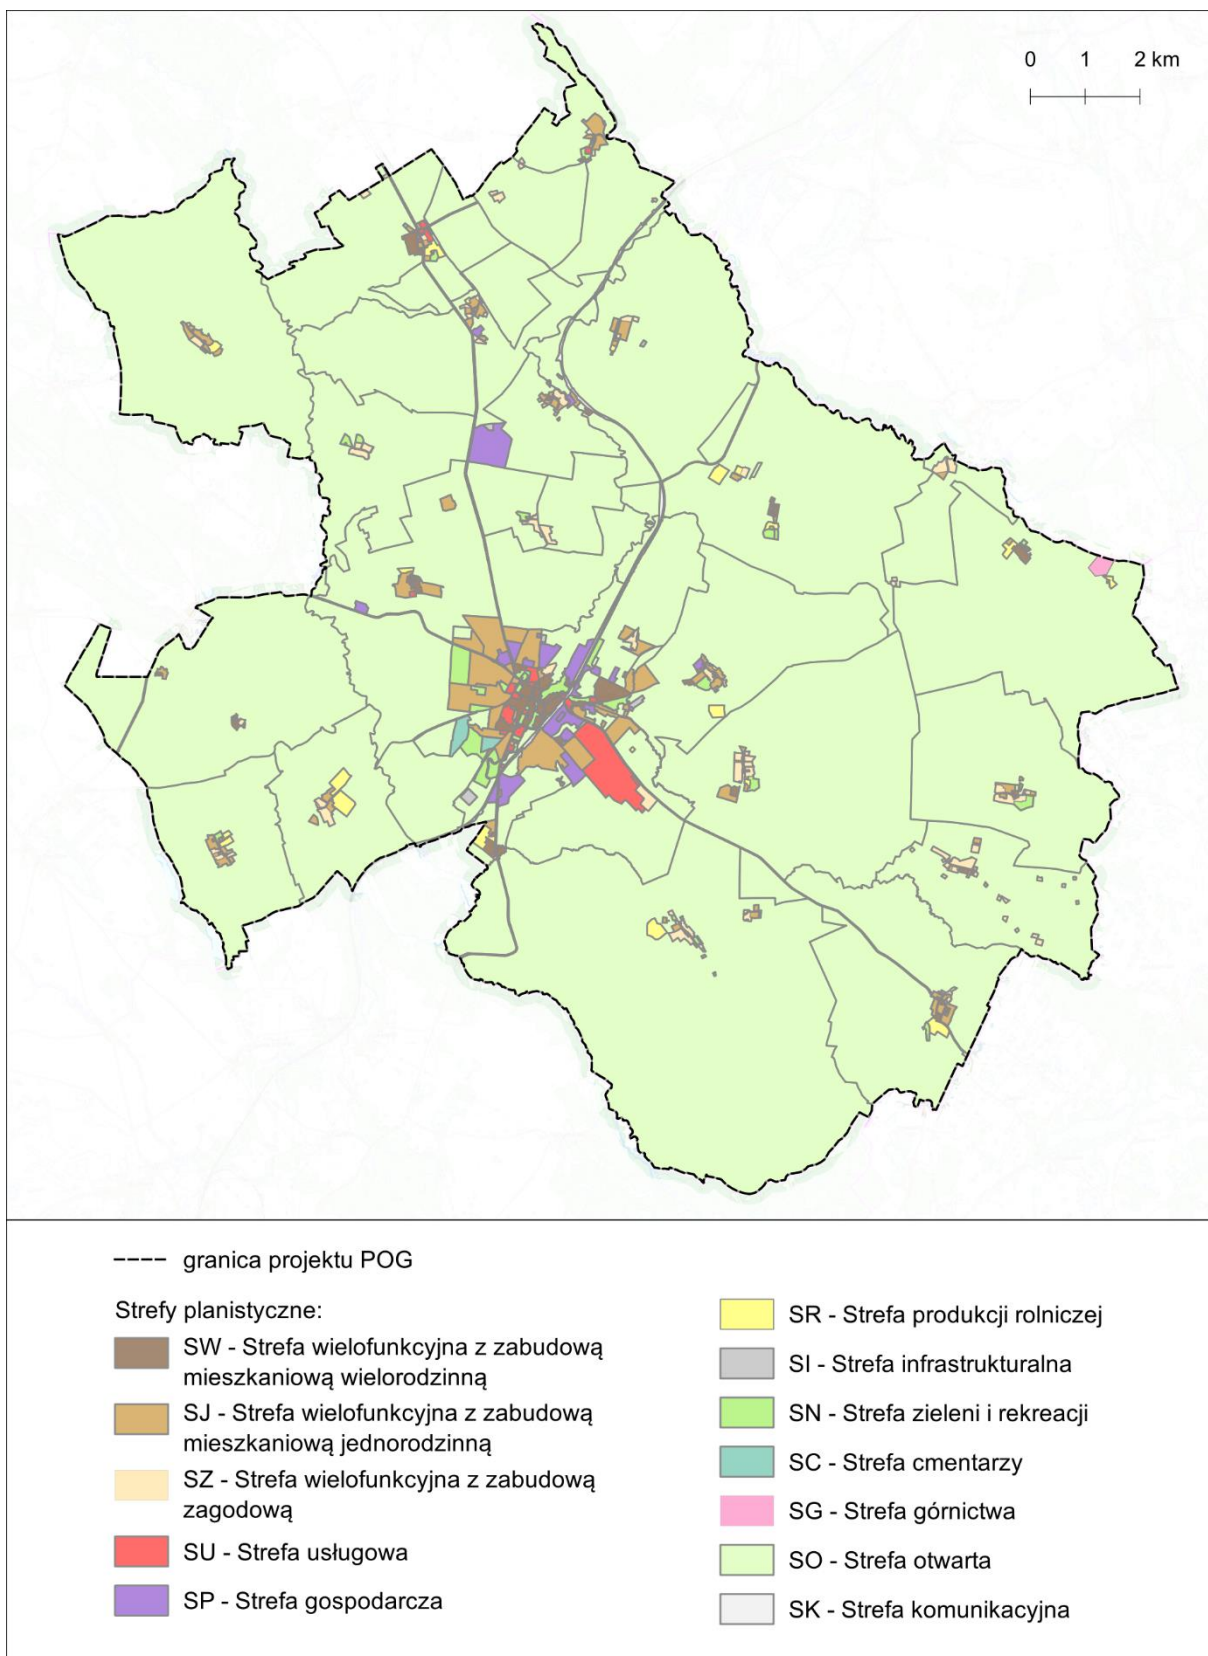 0 1 2 km
granica projektu POG
Strefy planistyczne:
SW - Strefa wielofunkcyjna z zabudową
mieszkaniową wielorodzinną
SJ - Strefa wielofunkcyjna z zabudową
mieszkaniową jednorodzinną
SZ - Strefa wielofunkcyjna z zabudową
zagodową
SU - Strefa usługowa
SP - Strefa gospodarcza
SR - Strefa produkcji rolniczej
SI - Strefa infrastrukturalna
SN - Strefa zieleni i rekreacji
SC - Strefa cmentarzy
SG - Strefa górnictwa
SO - Strefa otwarta
SK - Strefa komunikacyjna